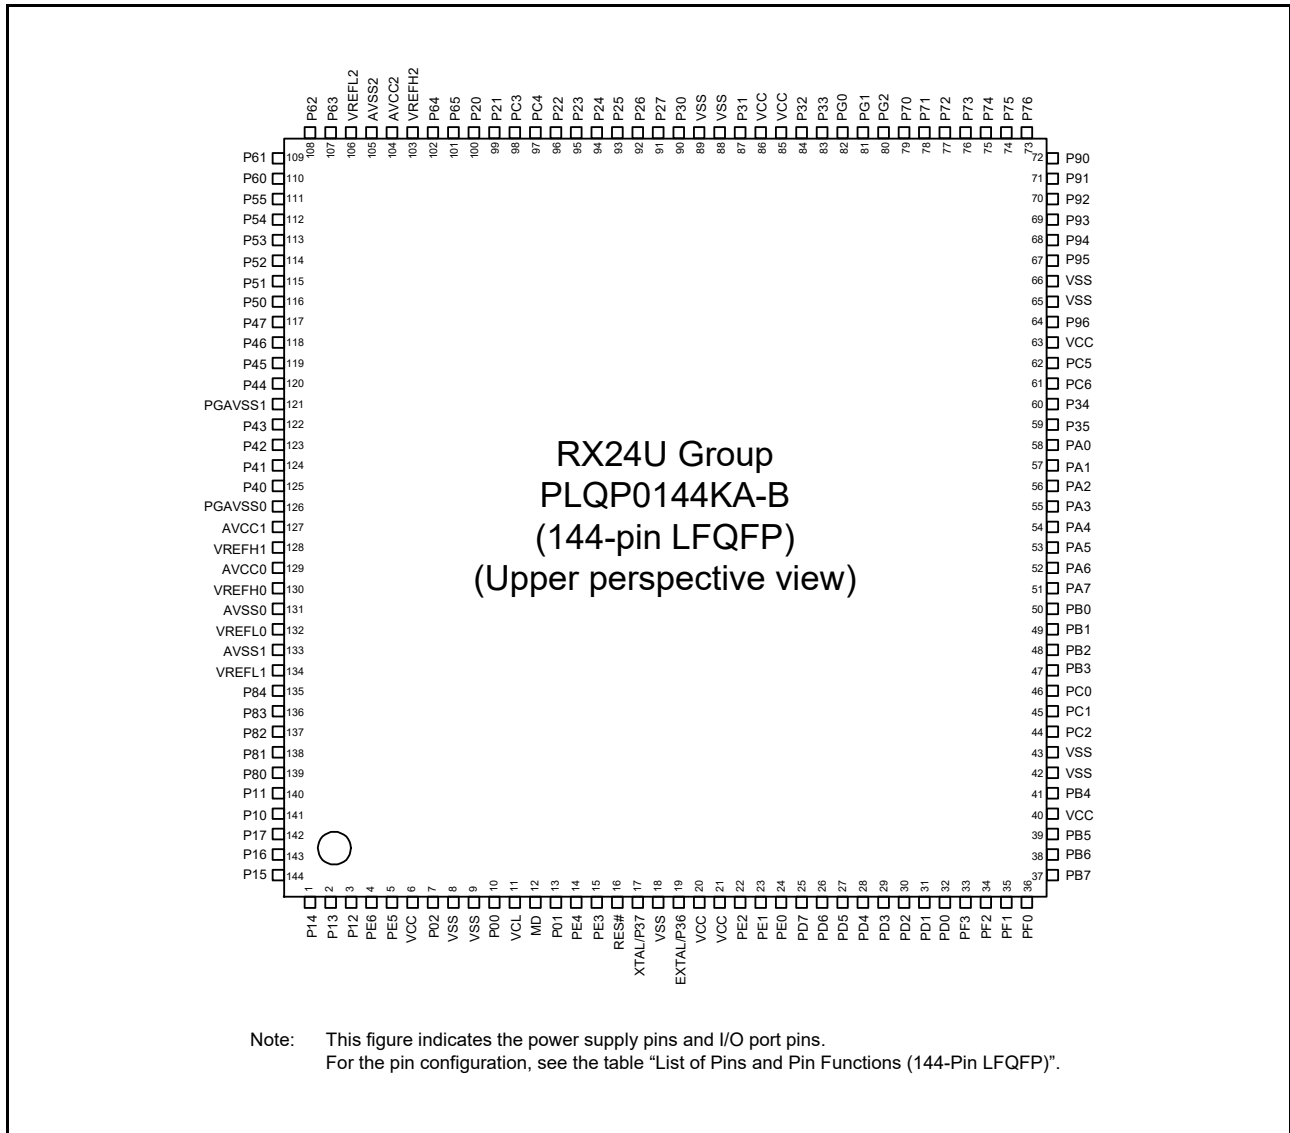 P62 P63 VREFL2 AVSS2 AVCC2 VREFH2 P64 P65 P20 P21 PC3 PC4 P22 P23 P24 P25 P26 P27 P30 VSS VSS P31 VCC VCC P32 P33 PG0 PG1 PG2 P70 P71 P72 P73 P74 P75 P76
108 107 106 105 104 103 102 101 100 99 98 97 96 95 94 93 92 91 90 89 88 87 86 85 84 83 82 81 80 79 78 77 76 75 74 73
P61 109
P60 110
P55 111
P54 112
P53 113
P52 114
P51 115
P50 116
P47 117
P46 118
P45 119
P44 120
PGAVSS1 121
P43 122
P42 123
P41 124
P40 125
PGAVSS0 126
AVCC1 127
VREFH1 128
AVCC0 129
VREFH0 130
AVSS0 131
VREFL0 132
AVSS1 133
VREFL1 134
P84 135
P83 136
P82 137
P81 138
P80 139
P11 140
P10 141
P17 142
P16 143
P15 144
RX24U Group
PLQP0144KA-B
(144-pin LFQFP)
(Upper perspective view)
72 P90
71 P91
70 P92
69 P93
68 P94
67 P95
66 VSS
65 VSS
64 P96
63 VCC
62 PC5
61 PC6
60 P34
59 P35
58 PA0
57 PA1
56 PA2
55 PA3
54 PA4
53 PA5
52 PA6
51 PA7
50 PB0
49 PB1
48 PB2
47 PB3
46 PC0
45 PC1
44 PC2
43 VSS
42 VSS
41 PB4
40 VCC
39 PB5
38 PB6
37 PB7
1 2 3 4 5 6 7 8 9 10 11 12 13 14 15 16 17 18 19 20 21 22 23 24 25 26 27 28 29 30 31 32 33 34 35 36
P14 P13 P12 PE6 PE5 VCC P02 VSS VSS P00 VCL MD P01 PE4 PE3 RES# XTAL/P37 VSS EXTAL/P36 VCC VCC PE2 PE1 PE0 PD7 PD6 PD5 PD4 PD3 PD2 PD1 PD0 PF3 PF2 PF1 PF0
Note: This figure indicates the power supply pins and I/O port pins.
For the pin configuration, see the table “List of Pins and Pin Functions (144-Pin LFQFP)”.